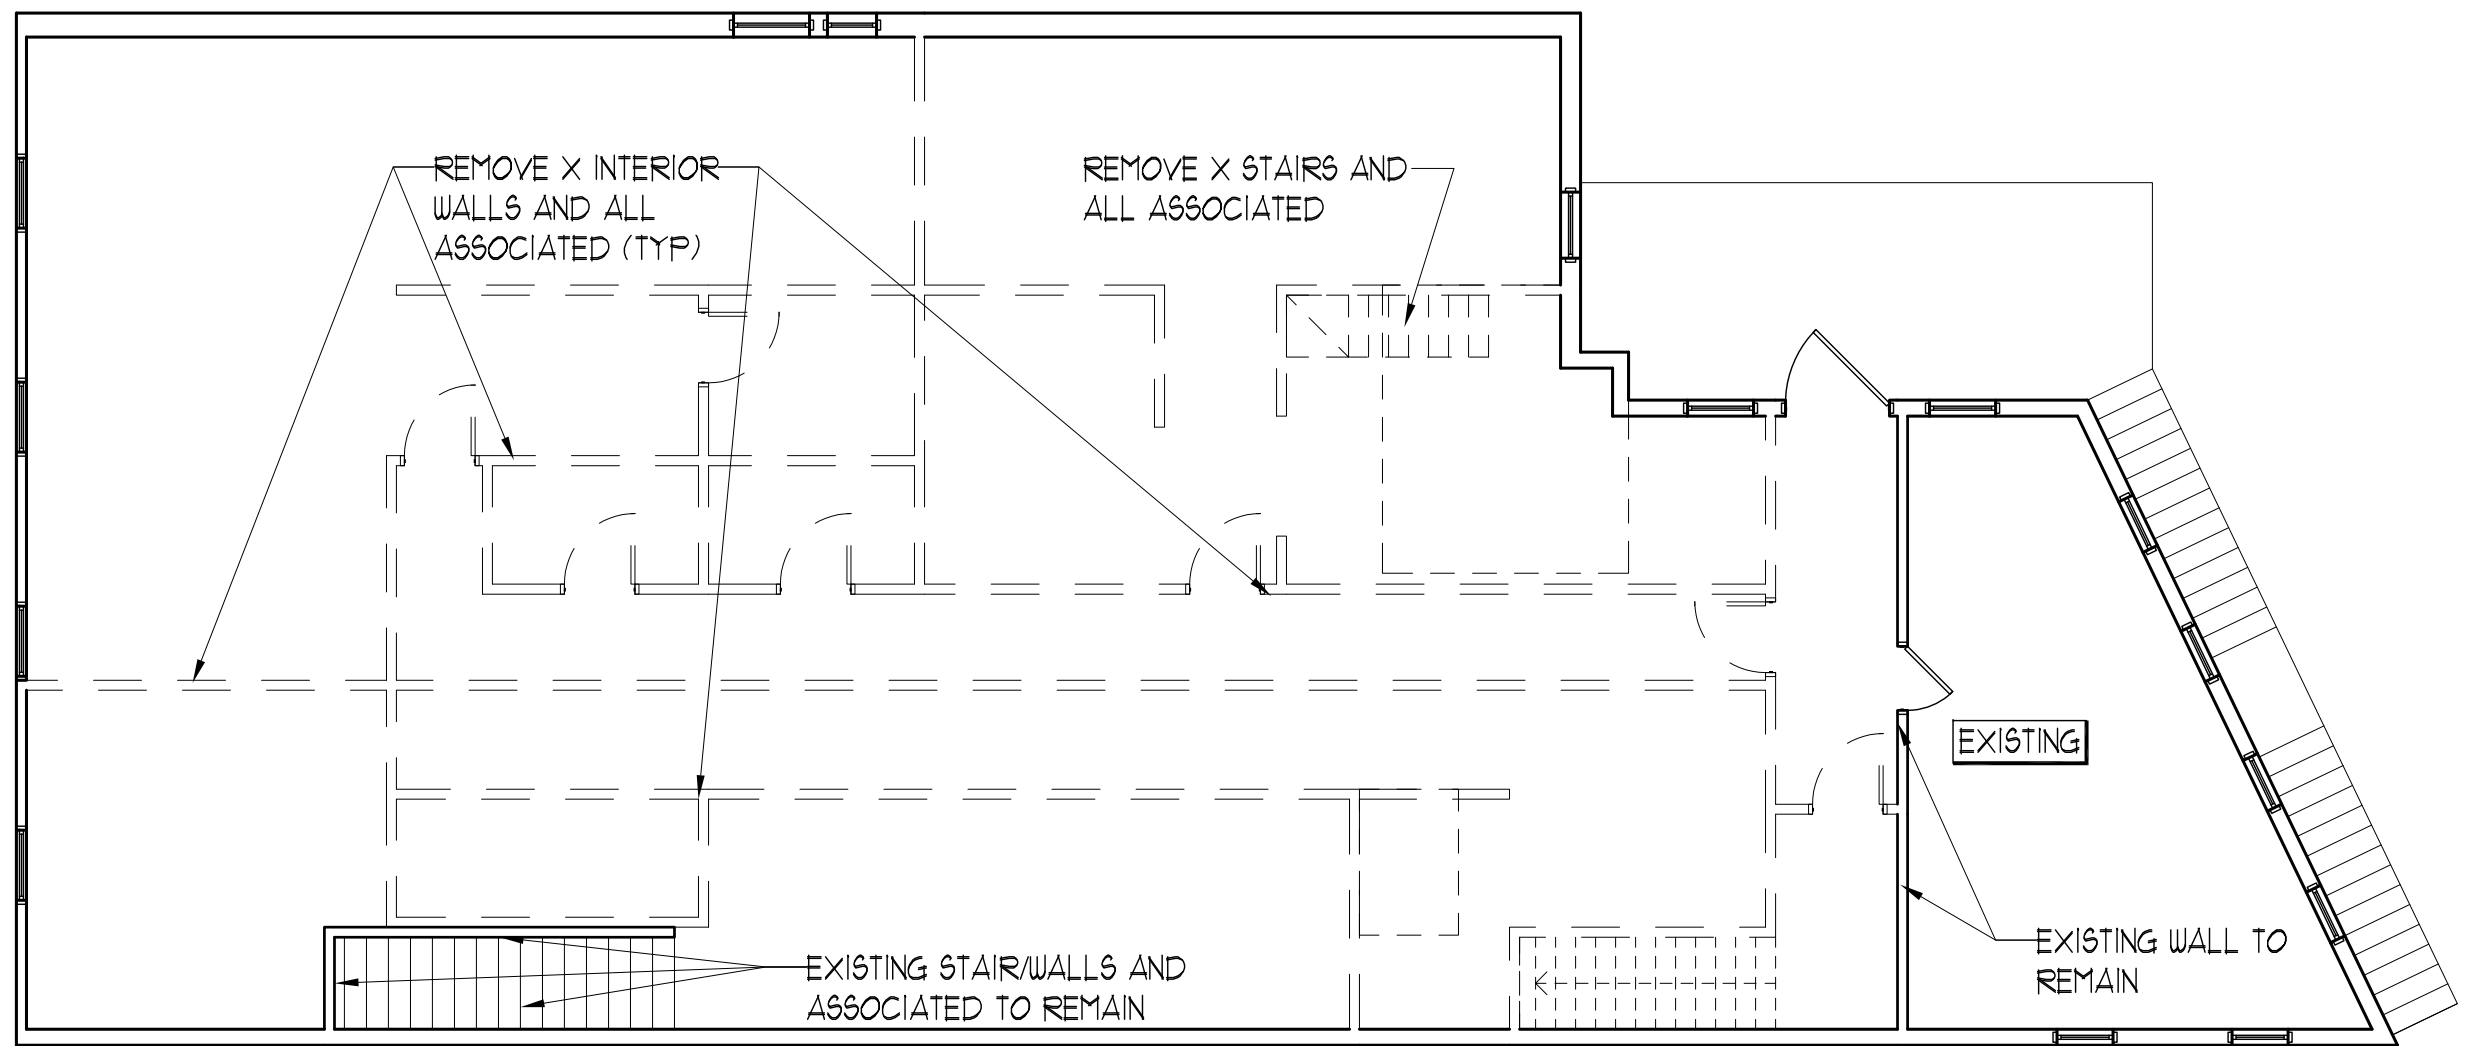 REMOVE X INTERIOR
WALLS AND ALL
ASSOCIATED (TYP)
REMOVE X STAIRS AND
ALL ASSOCIATED
EXISTING
EXISTING WALL TO
REMAIN
EXISTING STAIR/WALLS AND
ASSOCIATED TO REMAIN